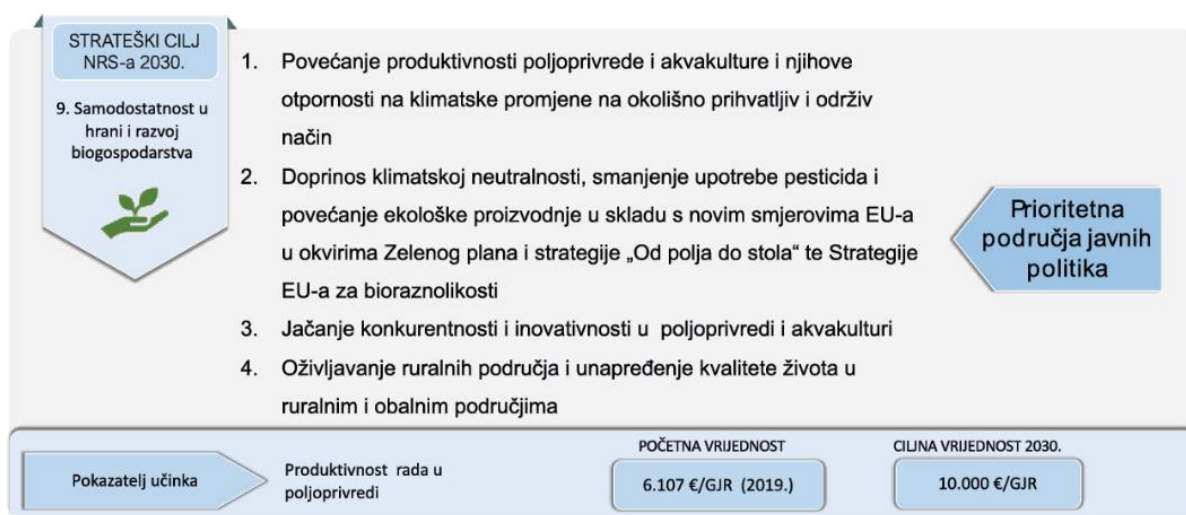 STRATEŠKI CILJ
NRS-a 2030.
9. Samodostatnost u
hrani i razvoj
biogospodarstva
1. Povećanje produktivnosti poljoprivrede i akvakulture i njihove
otpornosti na klimatske promjene na okolišno prihvatljiv i održiv
način
2. Doprinos klimatskoj neutralnosti, smanjenje upotrebe pesticida i
povećanje ekološke proizvodnje u skladu s novim smjerovima EU-a
u okvirima Zelenog plana i strategije „Od polja do stola“ te Strategije
EU-a za bioraznolikosti
3. Jačanje konkurentnosti i inovativnosti u poljoprivredi i akvakulturi
4. Oživljavanje ruralnih područja i unapređenje kvalitete života u
ruralnim i obalnim područjima
Prioritetna
područja javnih
politika
Pokazatelj učinka
Produktivnost rada u
poljoprivredi
POČETNA VRIJEDNOST
6.107 €/GJR (2019.)
CILJNA VRIJEDNOST 2030.
10.000 €/GJR